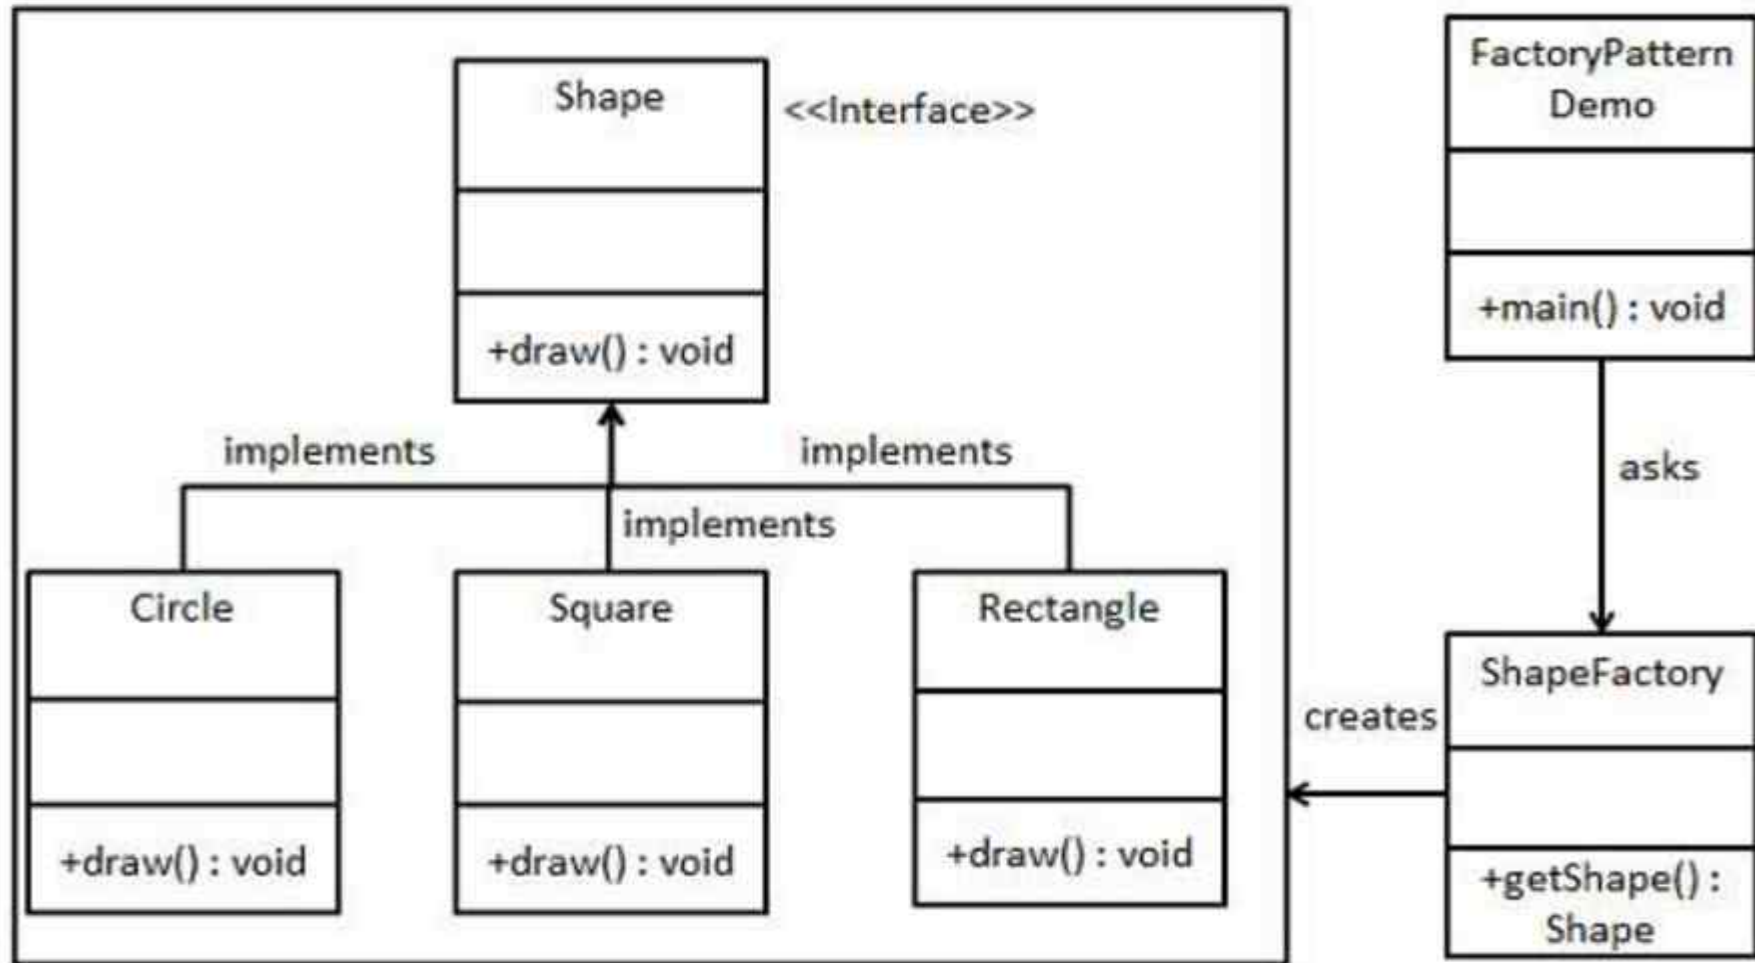 Shape
<<Interface>>
+draw() : void
implements
implements
implements
Circle
+draw() : void
Square
+draw() : void
Rectangle
+draw() : void
FactoryPattern
Demo
+main() : void
asks
ShapeFactory
+getShape() :
Shape
creates